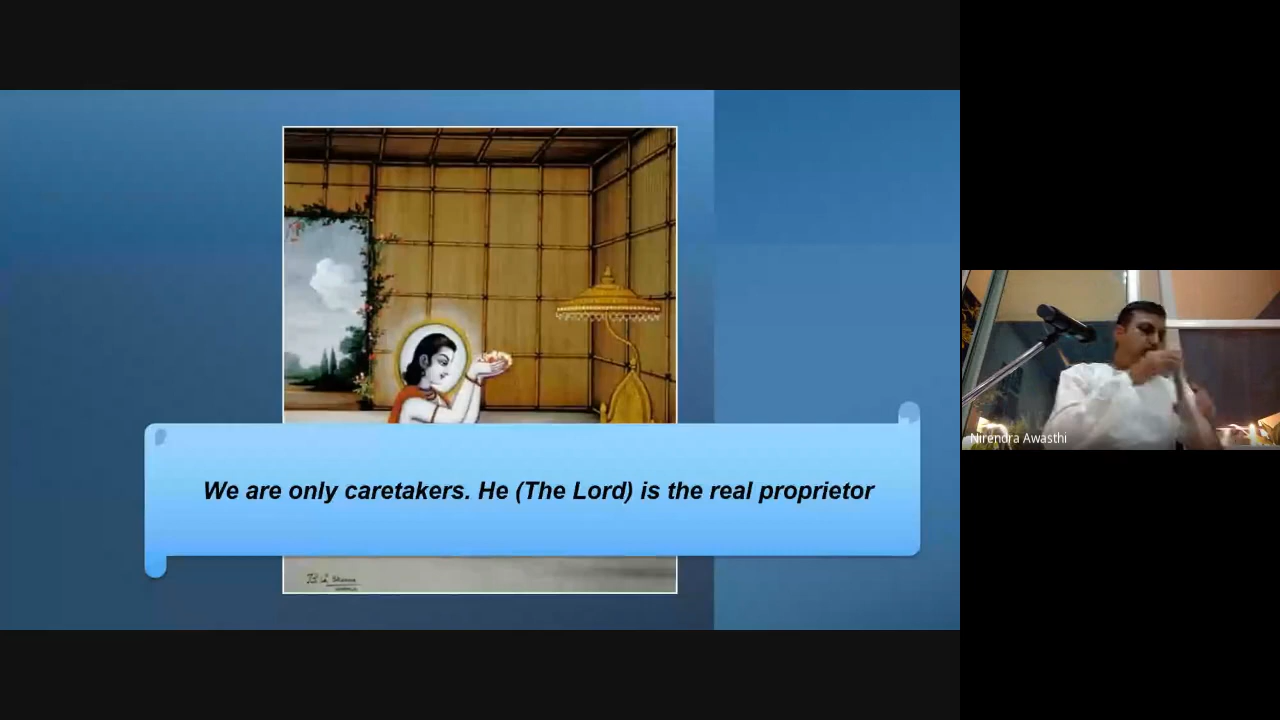 We are only caretakers. He (The Lord) is the real proprietor
Nirendra Awasthi